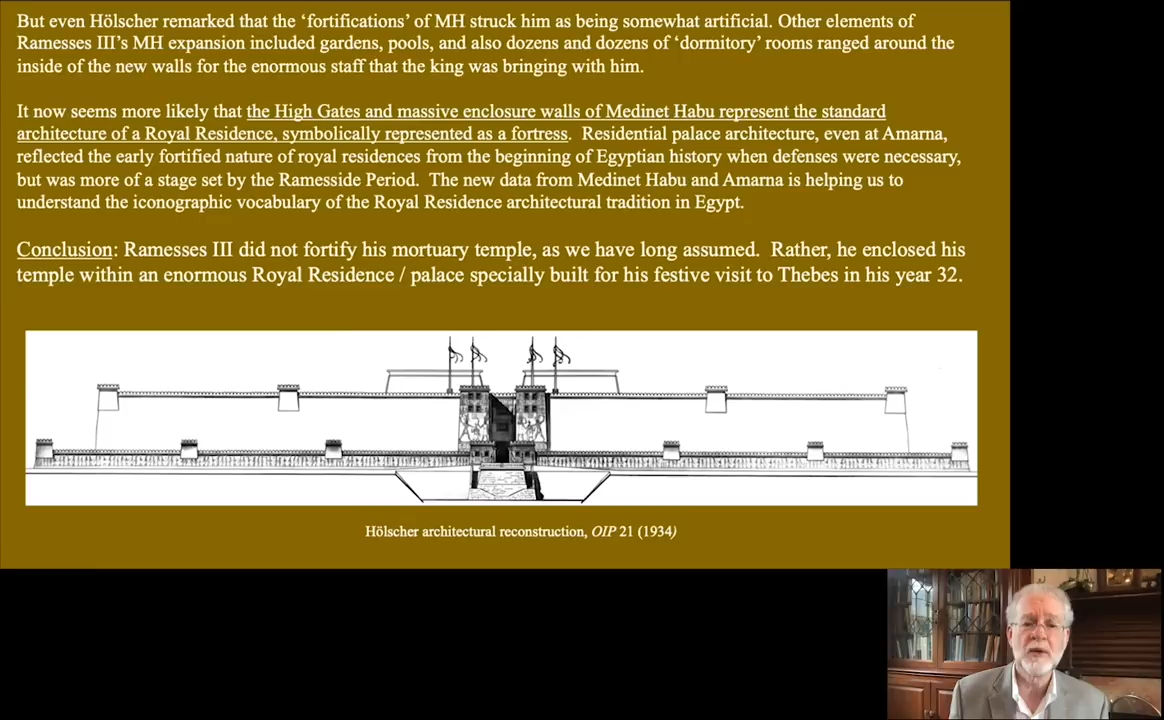 But even Hölscher remarked that the ‘fortifications’ of MH struck him as being somewhat artificial. Other elements of
Ramesses III’s MH expansion included gardens, pools, and also dozens and dozens of ‘dormitory’ rooms ranged around the
inside of the new walls for the enormous staff that the king was bringing with him.
It now seems more likely that the High Gates and massive enclosure walls of Medinet Habu represent the standard
architecture of a Royal Residence, symbolically represented as a fortress. Residential palace architecture, even at Amarna,
reflected the early fortified nature of royal residences from the beginning of Egyptian history when defenses were necessary,
but was more of a stage set by the Ramesside Period. The new data from Medinet Habu and Amarna is helping us to
understand the iconographic vocabulary of the Royal Residence architectural tradition in Egypt.
Conclusion: Ramesses III did not fortify his mortuary temple, as we have long assumed. Rather, he enclosed his
temple within an enormous Royal Residence / palace specially built for his festive visit to Thebes in his year 32.
Hölscher architectural reconstruction, OIP 21 (1934)